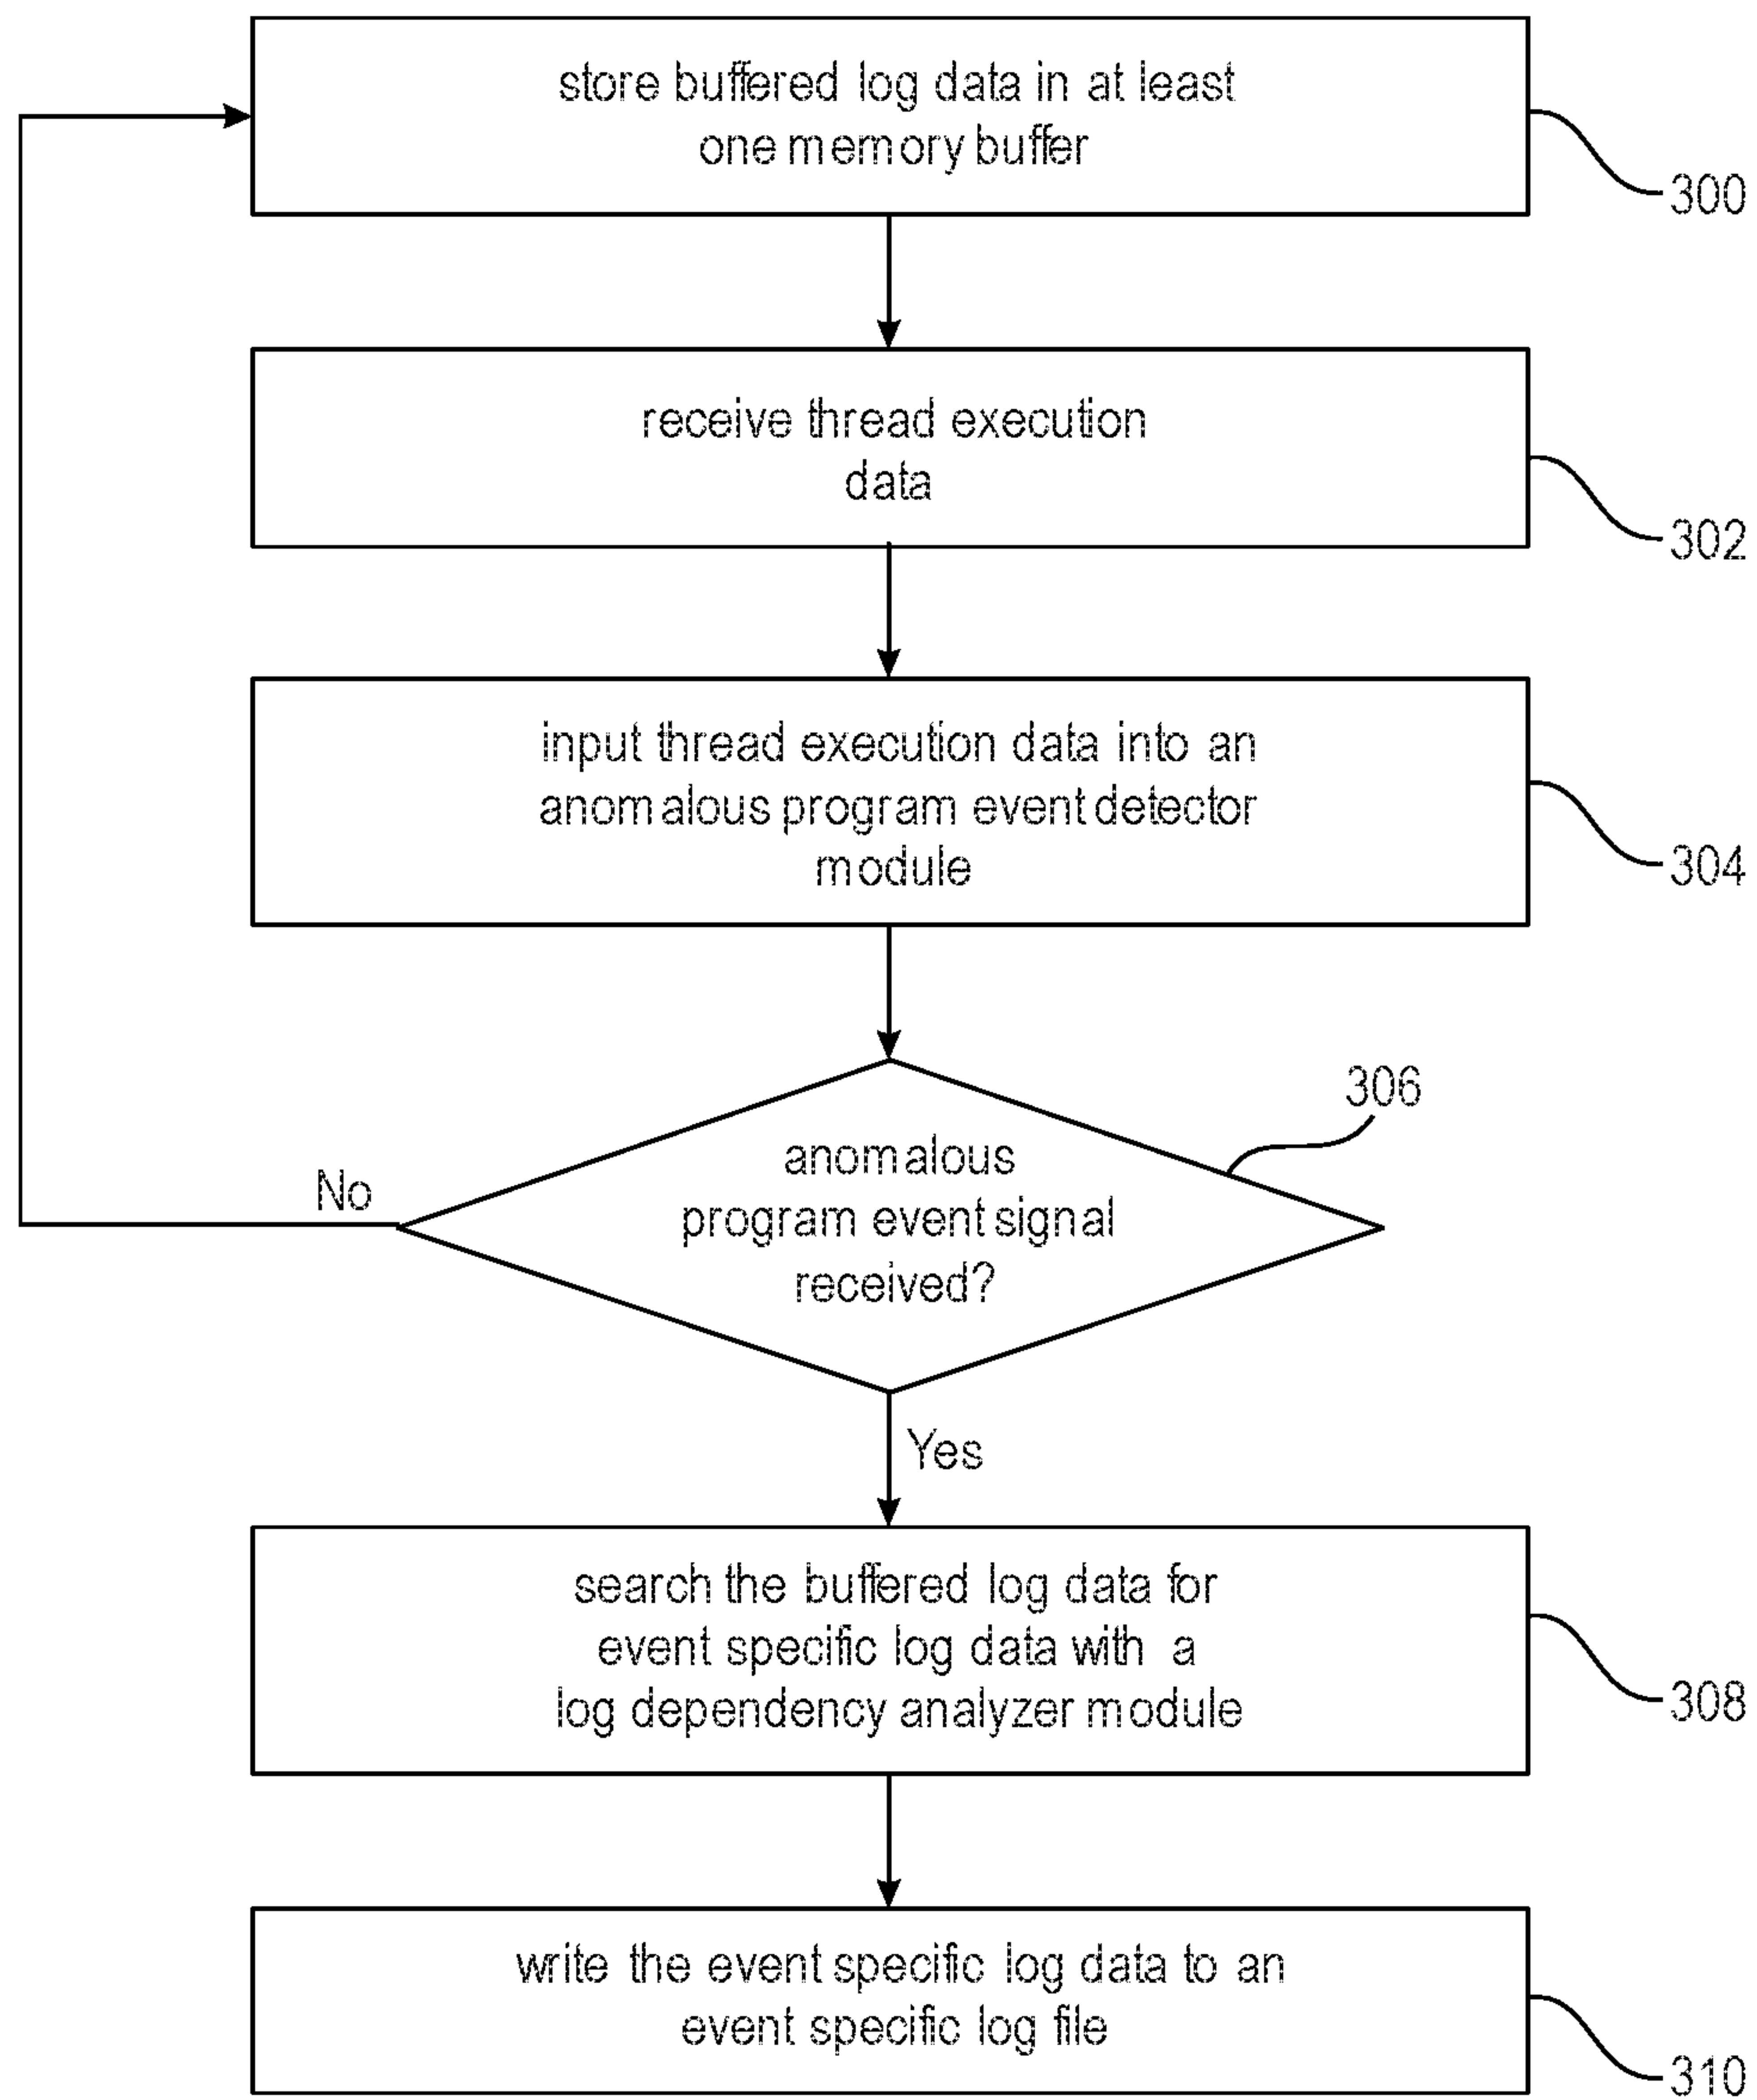 store buffered log data in at least
one memory buffer
300
receive thread execution
data
302
input thread execution data into an
anomalous program event detector
module
304
306
anomalous
program event signal
received?
No
Yes
search the buffered log data for
event specific log data with a
log dependency analyzer module
308
write the event specific log data to an
event specific log file
310